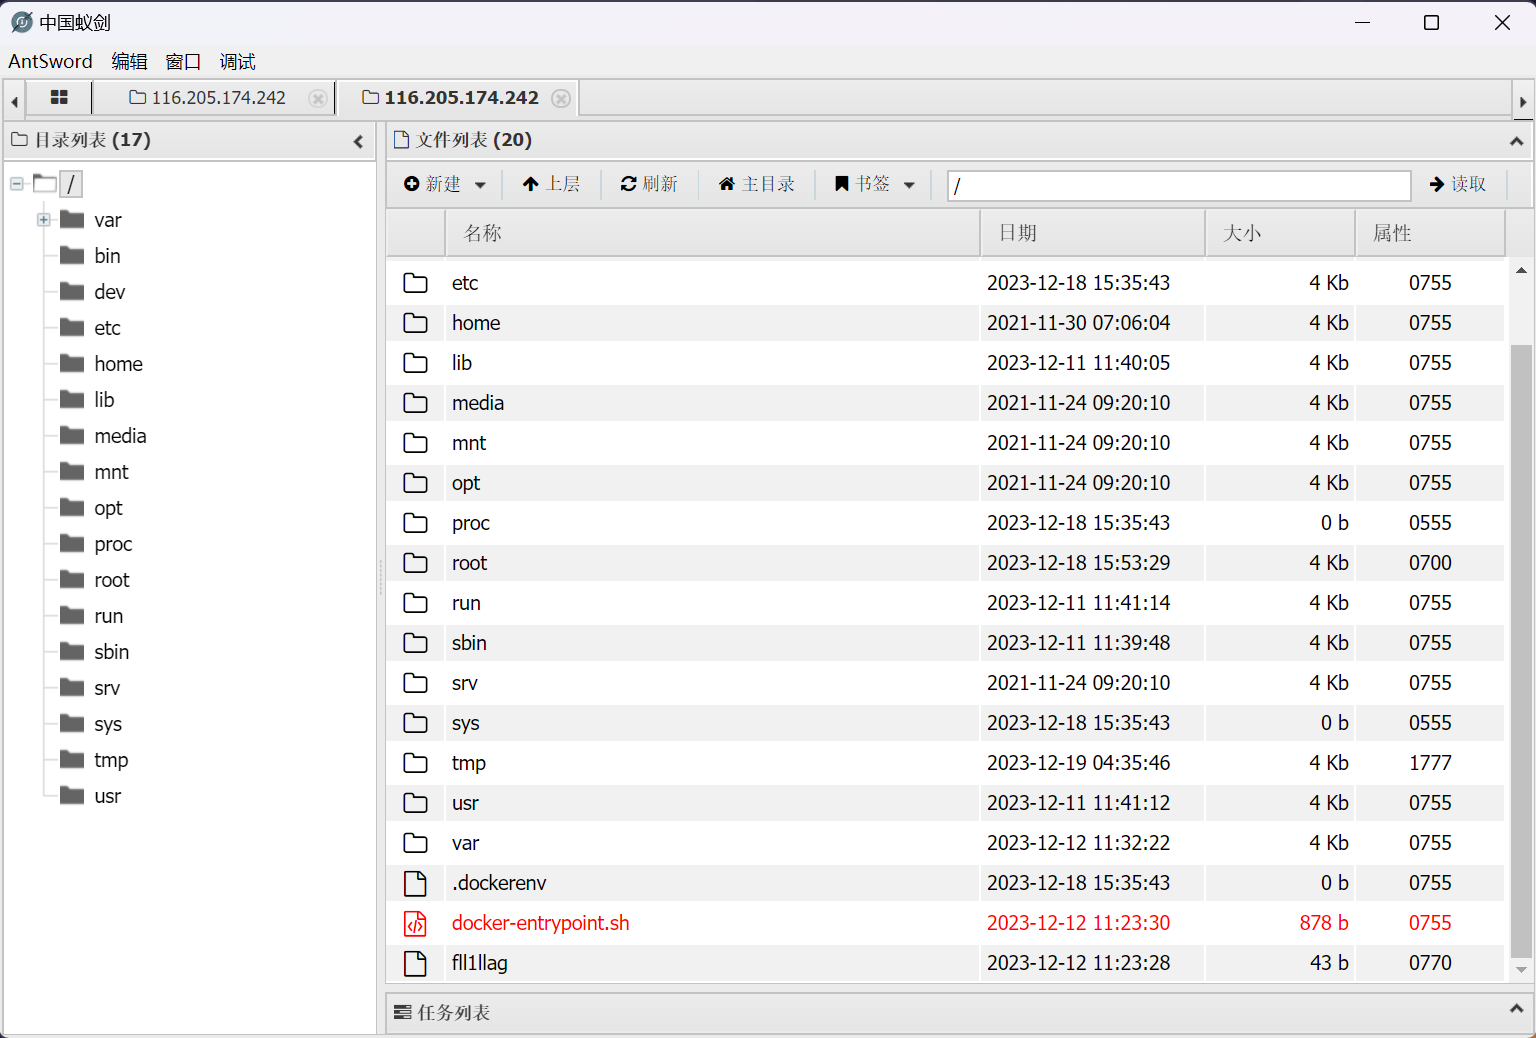 中国蚁剑
AntSword 编辑 窗口 调试
116.205.174.242 116.205.174.242
目录列表 (17)
/
var
bin
dev
etc
home
lib
media
mnt
opt
proc
root
run
sbin
srv
sys
tmp
usr
文件列表 (20)
新建 上层 刷新 主目录 书签 / 读取
名称 日期 大小 属性
etc 2023-12-18 15:35:43 4 Kb 0755
home 2021-11-30 07:06:04 4 Kb 0755
lib 2023-12-11 11:40:05 4 Kb 0755
media 2021-11-24 09:20:10 4 Kb 0755
mnt 2021-11-24 09:20:10 4 Kb 0755
opt 2021-11-24 09:20:10 4 Kb 0755
proc 2023-12-18 15:35:43 0 b 0555
root 2023-12-18 15:53:29 4 Kb 0700
run 2023-12-11 11:41:14 4 Kb 0755
sbin 2023-12-11 11:39:48 4 Kb 0755
srv 2021-11-24 09:20:10 4 Kb 0755
sys 2023-12-18 15:35:43 0 b 0555
tmp 2023-12-19 04:35:46 4 Kb 1777
usr 2023-12-11 11:41:12 4 Kb 0755
var 2023-12-12 11:32:22 4 Kb 0755
.dockerenv 2023-12-18 15:35:43 0 b 0755
docker-entrypoint.sh 2023-12-12 11:23:30 878 b 0755
fll1llag 2023-12-12 11:23:28 43 b 0770
任务列表